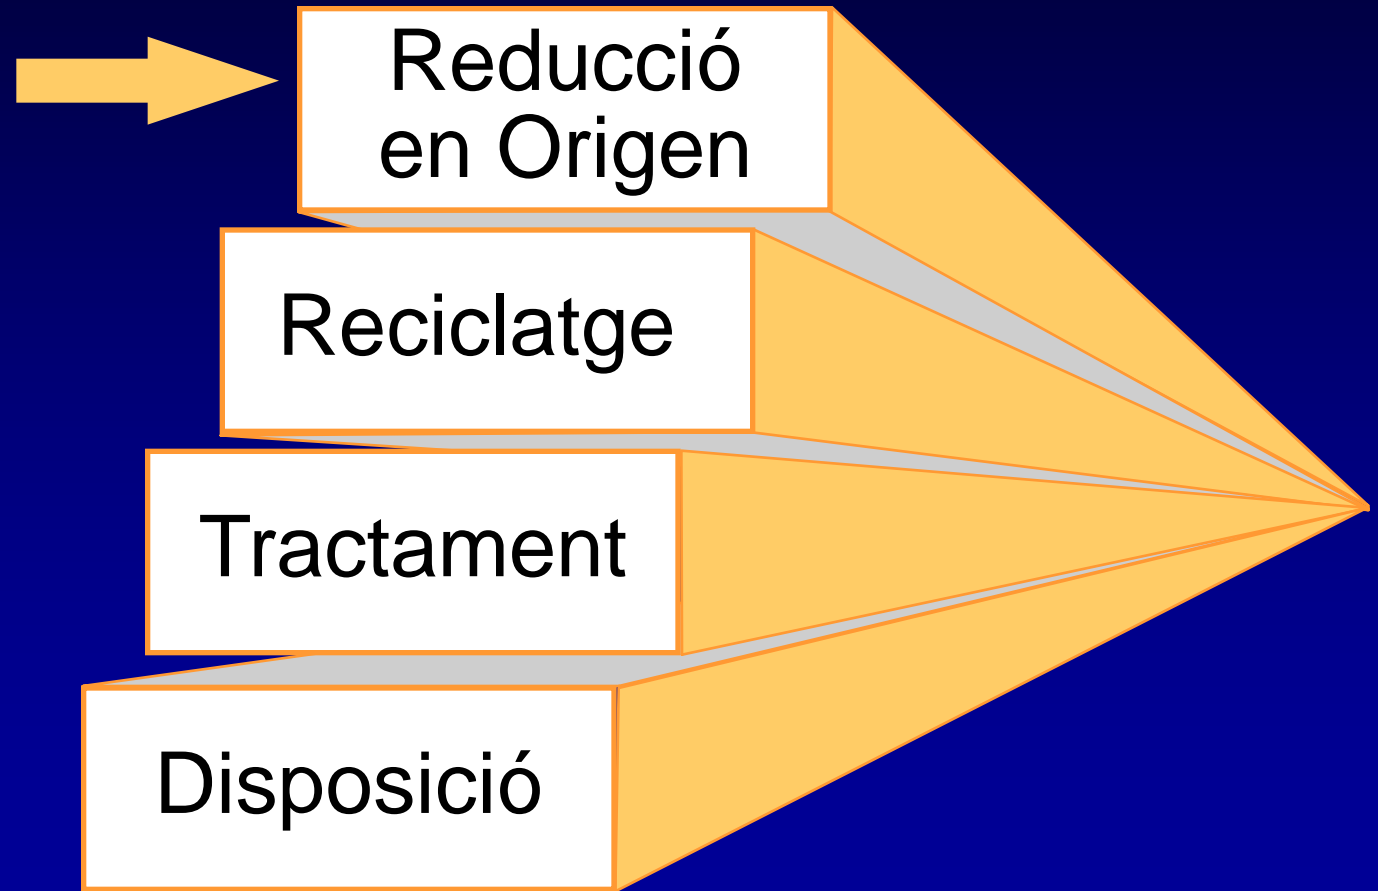 Reducció
en Origen
Reciclatge
Tractament
Disposició